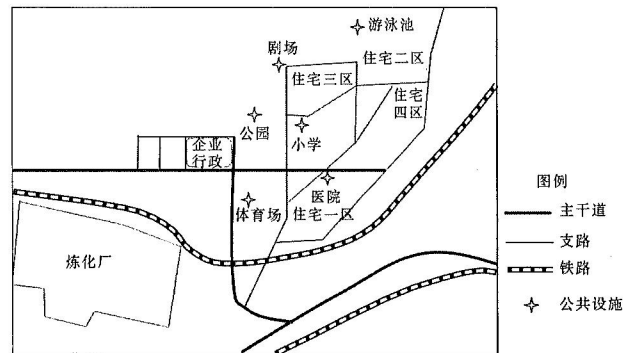 游泳池
剧场
住宅二区
住宅三区
住宅
四区
公园
小学
企业
行政
医院
体育场
住宅一区
炼化厂
图例
主干道
支路
铁路
公共设施